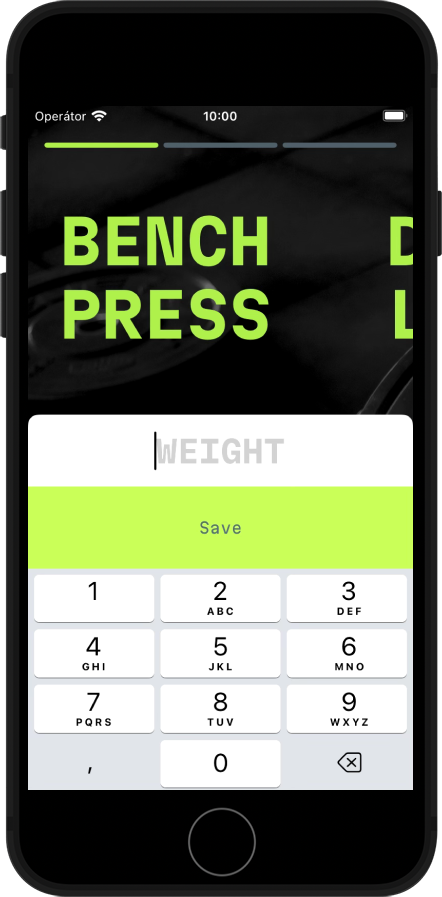 Operátor 10:00
BENCH D
PRESS L
WEIGHT
Save
1 2 3
ABC DEF
4 5 6
GHI JKL MNO
7 8 9
PQRS TUV WXYZ
, 0